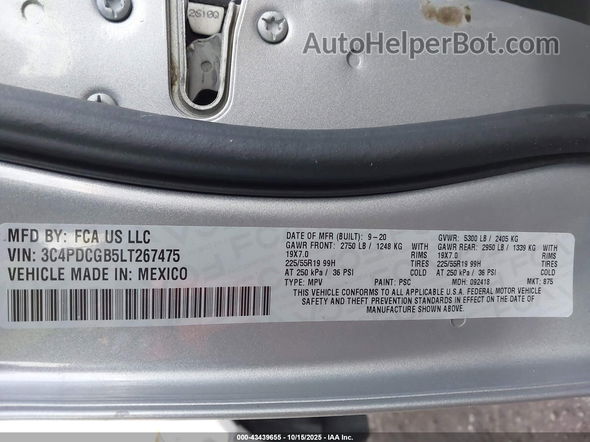 2610Q
AutoHelperBot.com
MFD BY: FCA US LLC
VIN: 3C4PDCGB5LT267475
VEHICLE MADE IN: MEXICO
DATE OF MFR (BUILT): 9-20 GVWR: 5300 LB / 2405 KG
GAWR FRONT: 2750 LB / 1248 KG GAWR REAR: 2950 LB / 1339 KG
19X7.0 RIMS 19X7.0 RIMS
225/55R19 99H TIRES 225/55R19 99H TIRES
AT 250 kPa / 36 PSI COLD AT 250 kPa / 36 PSI COLD
TYPE: MPV PAINT: PSC MDH: 092418 MKT: 875
THIS VEHICLE CONFORMS TO ALL APPLICABLE U.S.A. FEDERAL MOTOR VEHICLE
SAFETY AND THEFT PREVENTION STANDARDS IN EFFECT ON THE DATE OF
MANUFACTURE SHOWN ABOVE.
000-43439655 - 10/15/2025 - IAA Inc.